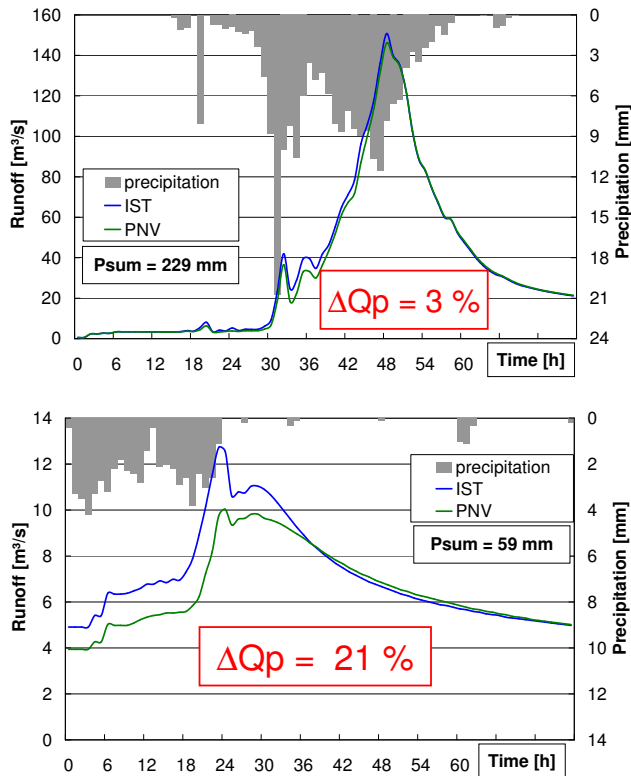 160
140
120
100
80
60
40
20
0
Runoff [m³/s]
0
3
6
9
12
15
18
21
24
Precipitation [mm]
precipitation
IST
PNV
Psum = 229 mm
ΔQp = 3 %
0 6 12 18 24 30 36 42 48 54 60
Time [h]
14
12
10
8
6
4
2
0
Runoff [m³/s]
0
2
4
6
8
10
12
14
Precipitation [mm]
precipitation
IST
PNV
Psum = 59 mm
ΔQp = 21 %
0 6 12 18 24 30 36 42 48 54 60
Time [h]